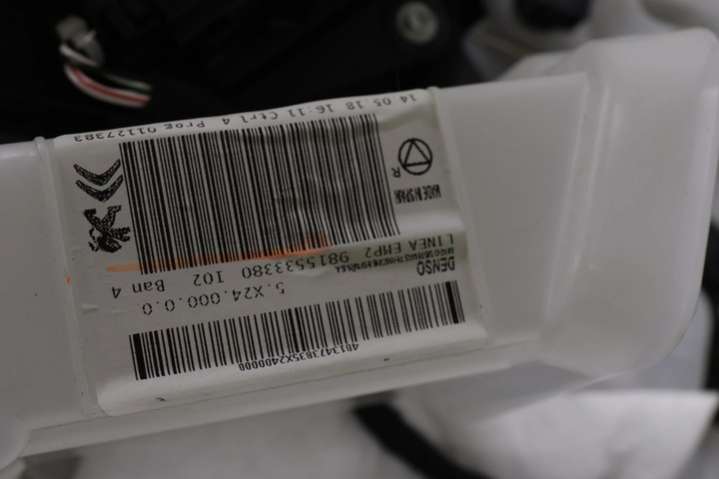 14 05 18 16:11 Ctrl 4 Prog 01127383
R
MADE IN SPAIN
DENSO
LINEA EMP2
9815533380 102 Ban 4
5.X24.000.0.0